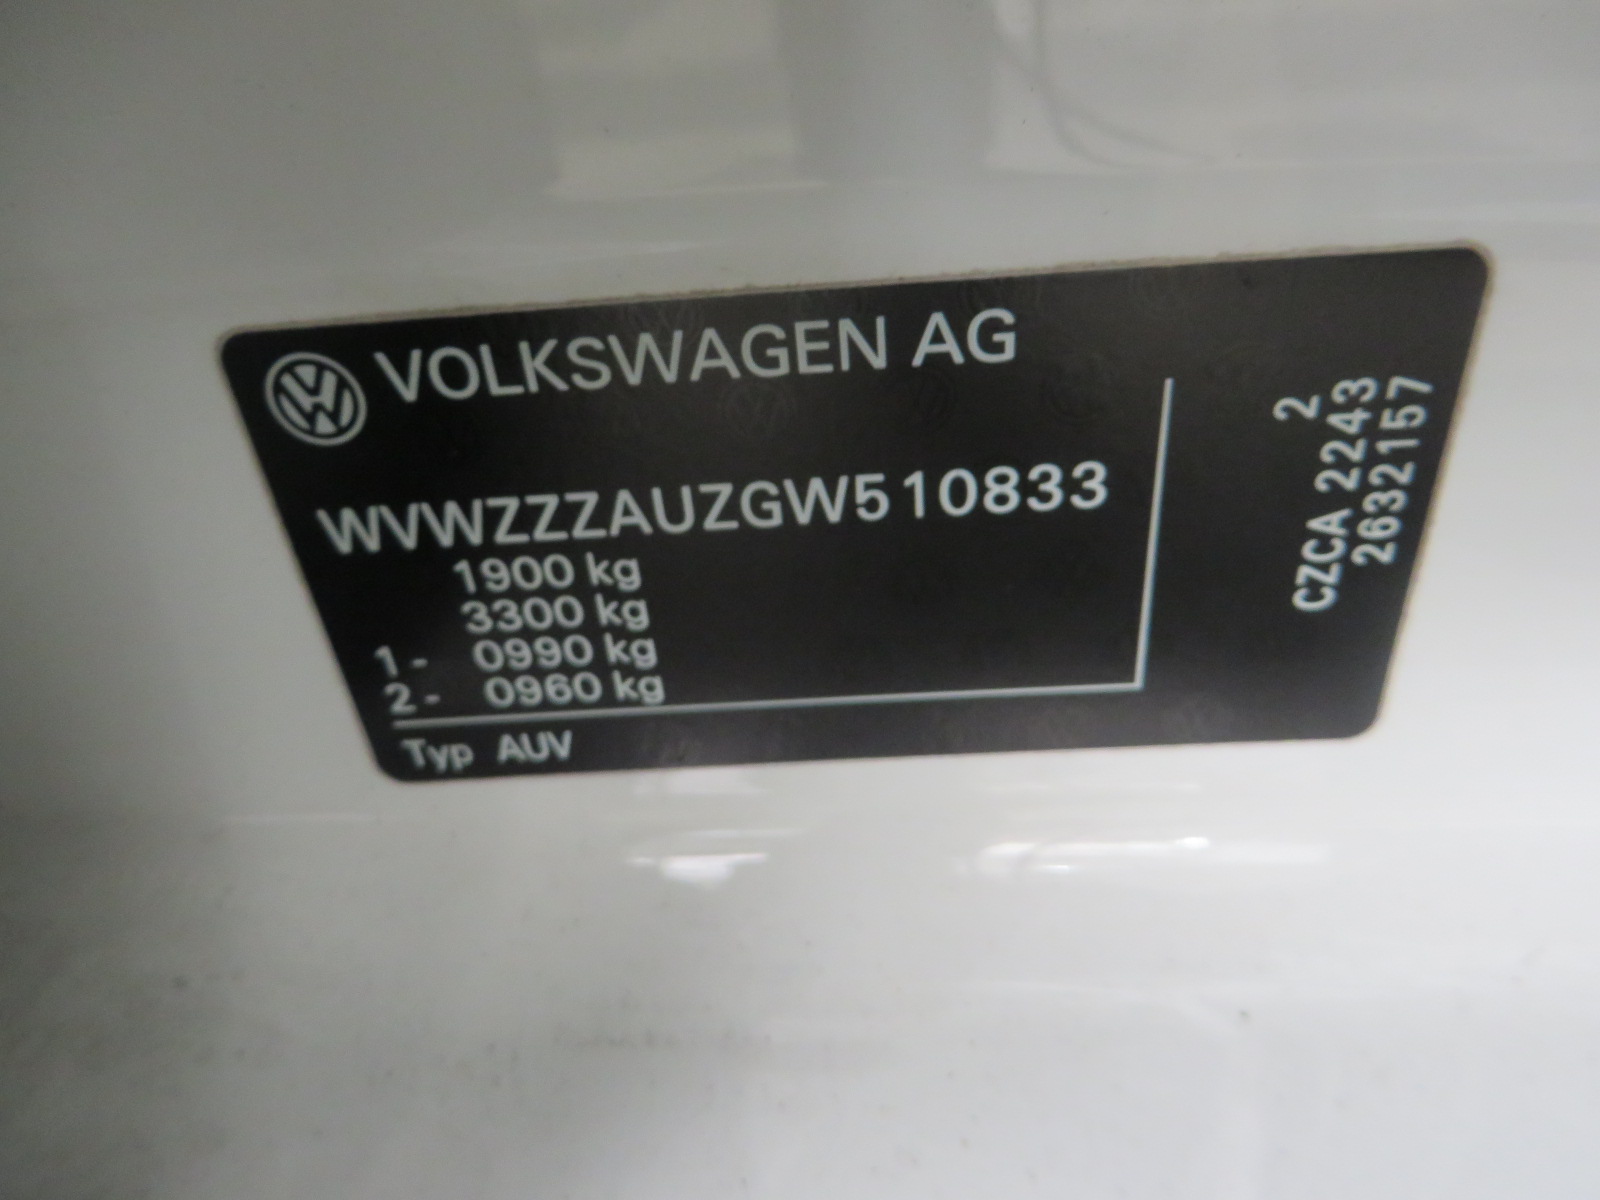 VOLKSWAGEN AG
WVWZZZAUZGW510833
1900 kg
3300 kg
1- 0990 kg
2- 0960 kg
Typ AUV
2
CZCA 2243
2632157